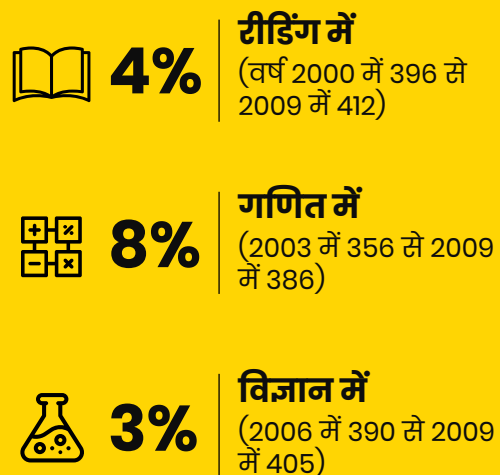 4%
रीडिंग में
(वर्ष 2000 में 396 से
2009 में 412)
8%
गणित में
(2003 में 356 से 2009
में 386)
3%
विज्ञान में
(2006 में 390 से 2009
में 405)